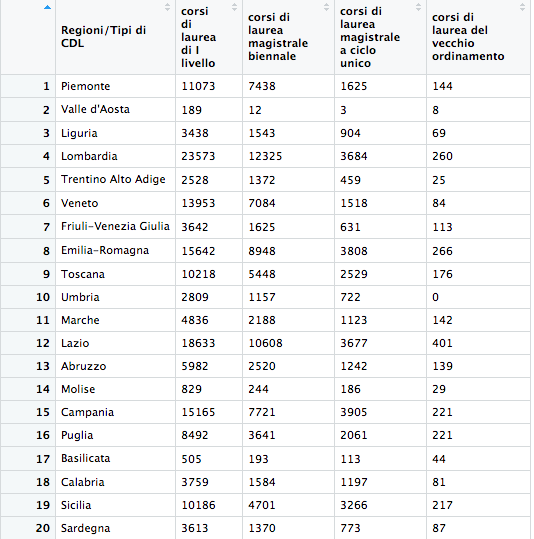 Regioni/Tipi di CDL corsi di laurea di I livello corsi di laurea magistrale biennale corsi di laurea magistrale a ciclo unico corsi di laurea del vecchio ordinamento
1 Piemonte 11073 7438 1625 144
2 Valle d'Aosta 189 12 3 8
3 Liguria 3438 1543 904 69
4 Lombardia 23573 12325 3684 260
5 Trentino Alto Adige 2528 1372 459 25
6 Veneto 13953 7084 1518 84
7 Friuli-Venezia Giulia 3642 1625 631 113
8 Emilia-Romagna 15642 8948 3808 266
9 Toscana 10218 5448 2529 176
10 Umbria 2809 1157 722 0
11 Marche 4836 2188 1123 142
12 Lazio 18633 10608 3677 401
13 Abruzzo 5982 2520 1242 139
14 Molise 829 244 186 29
15 Campania 15165 7721 3905 221
16 Puglia 8492 3641 2061 221
17 Basilicata 505 193 113 44
18 Calabria 3759 1584 1197 81
19 Sicilia 10186 4701 3266 217
20 Sardegna 3613 1370 773 87